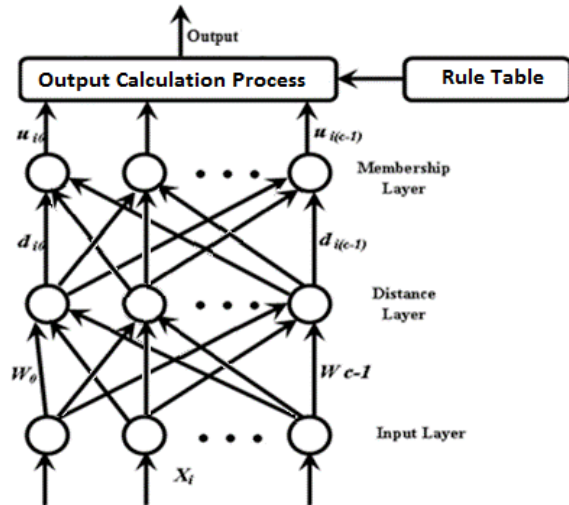 Output
Output Calculation Process
Rule Table
u i0
u i(c-1)
Membership
Layer
d i0
d i(c-1)
Distance
Layer
W0
W c-1
Input Layer
Xi